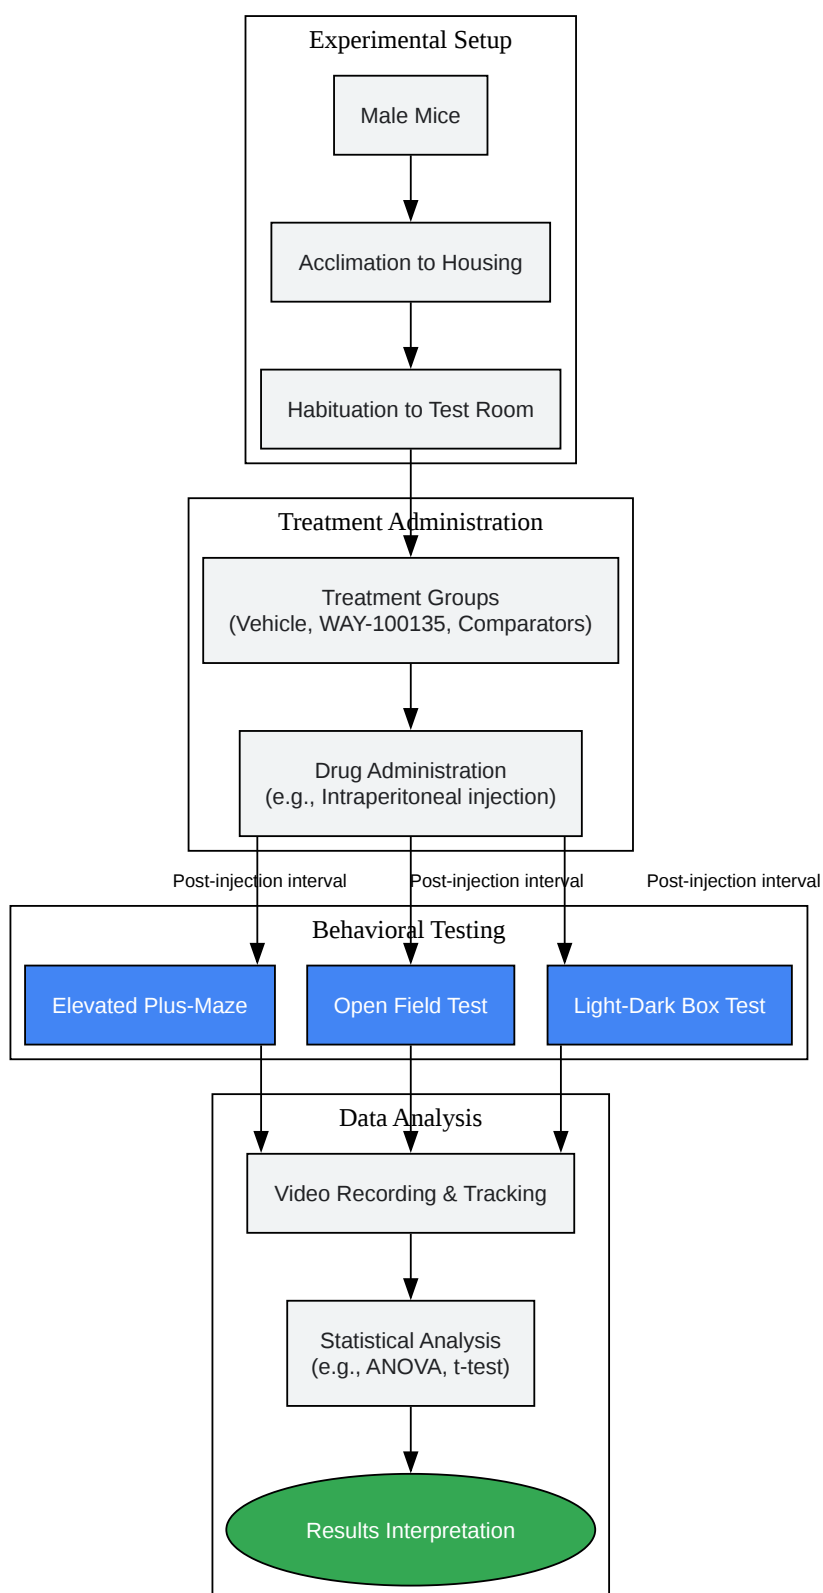 Experimental Setup
Male Mice
Acclimation to Housing
Habituation to Test Room
Treatment Administration
Treatment Groups
(Vehicle, WAY-100135, Comparators)
Drug Administration
(e.g., Intraperitoneal injection)
Post-injection interval
Post-injection interval
Post-injection interval
Behavioral Testing
Elevated Plus-Maze
Open Field Test
Light-Dark Box Test
Data Analysis
Video Recording & Tracking
Statistical Analysis
(e.g., ANOVA, t-test)
Results Interpretation